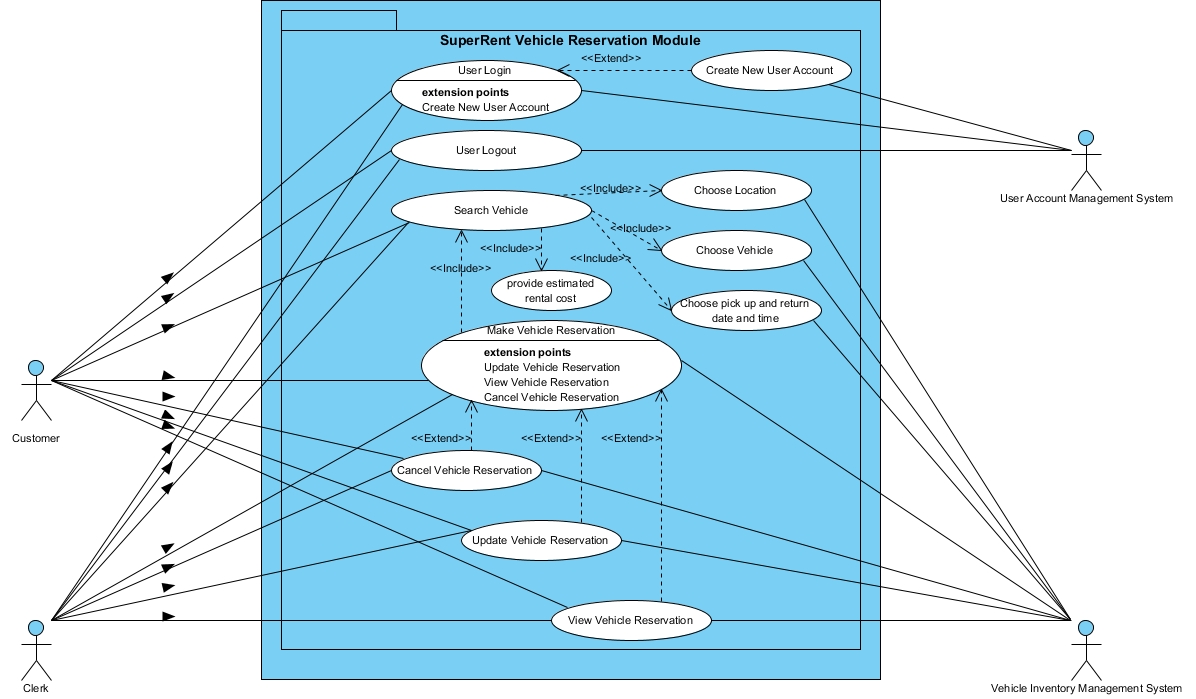 SuperRent Vehicle Reservation Module
<<Extend>>
User Login
extension points
Create New User Account
Create New User Account
User Logout
User Account Management System
<<Include>>
Choose Location
Search Vehicle
<<Include>>
Choose Vehicle
<<Include>>
<<Include>>
<<Include>>
provide estimated
rental cost
Choose pick up and return
date and time
Make Vehicle Reservation
extension points
Update Vehicle Reservation
View Vehicle Reservation
Cancel Vehicle Reservation
Customer
<<Extend>>
<<Extend>>
<<Extend>>
Cancel Vehicle Reservation
Update Vehicle Reservation
View Vehicle Reservation
Clerk
Vehicle Inventory Management System